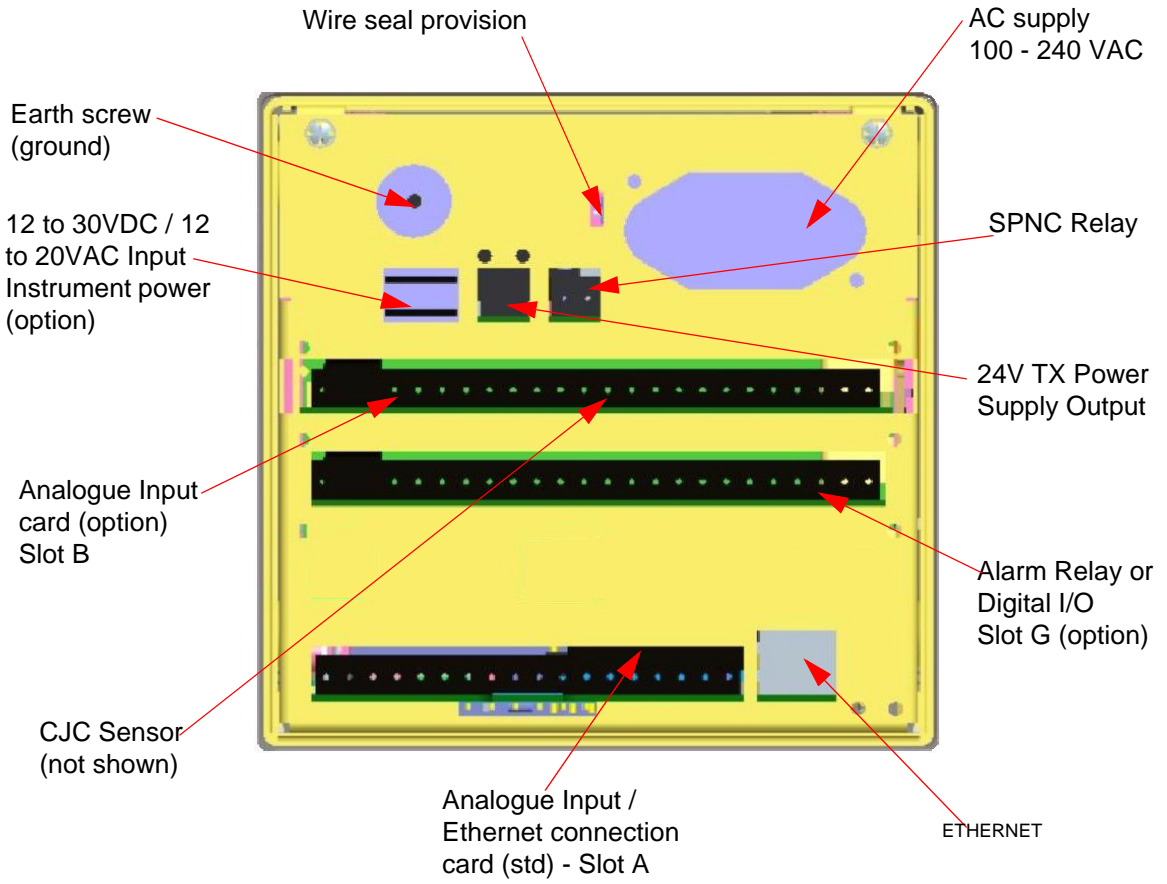 Wire seal provision
AC supply
100 - 240 VAC
Earth screw
(ground)
12 to 30VDC / 12
to 20VAC Input
Instrument power
(option)
SPNC Relay
24V TX Power
Supply Output
Analogue Input
card (option)
Slot B
Alarm Relay or
Digital I/O
Slot G (option)
CJC Sensor
(not shown)
Analogue Input /
Ethernet connection
card (std) - Slot A
ETHERNET